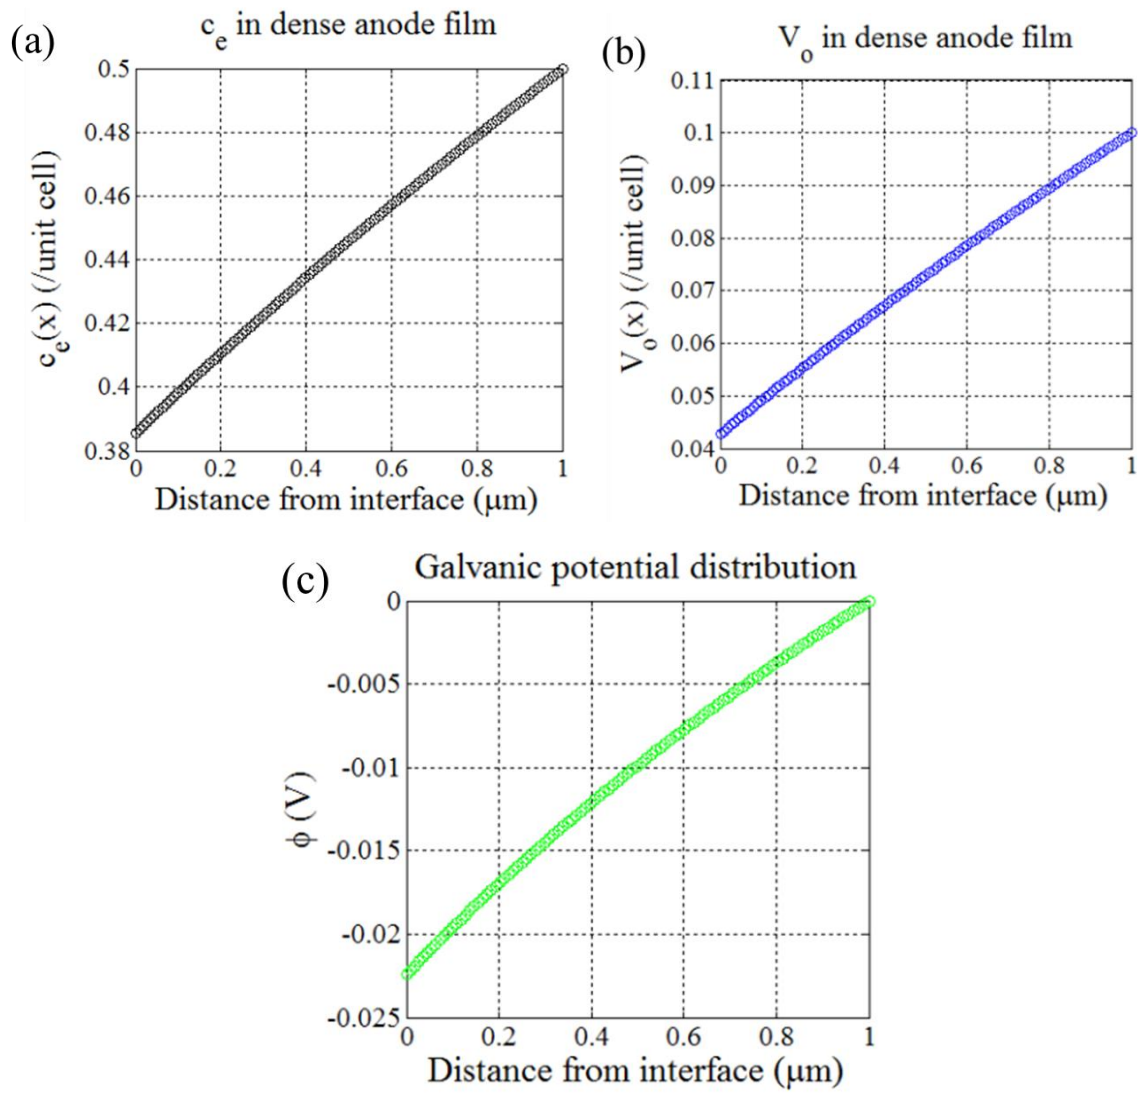 (a)
c_e in dense anode film
0.5
0.48
0.46
0.44
0.42
0.4
0.38
c_e(x) (/unit cell)
0 0.2 0.4 0.6 0.8 1
Distance from interface (μm)
(b)
V_o in dense anode film
0.11
0.1
0.09
0.08
0.07
0.06
0.05
0.04
V_o(x) (/unit cell)
0 0.2 0.4 0.6 0.8 1
Distance from interface (μm)
(c)
Galvanic potential distribution
0
-0.005
-0.01
-0.015
-0.02
-0.025
ϕ (V)
0 0.2 0.4 0.6 0.8 1
Distance from interface (μm)